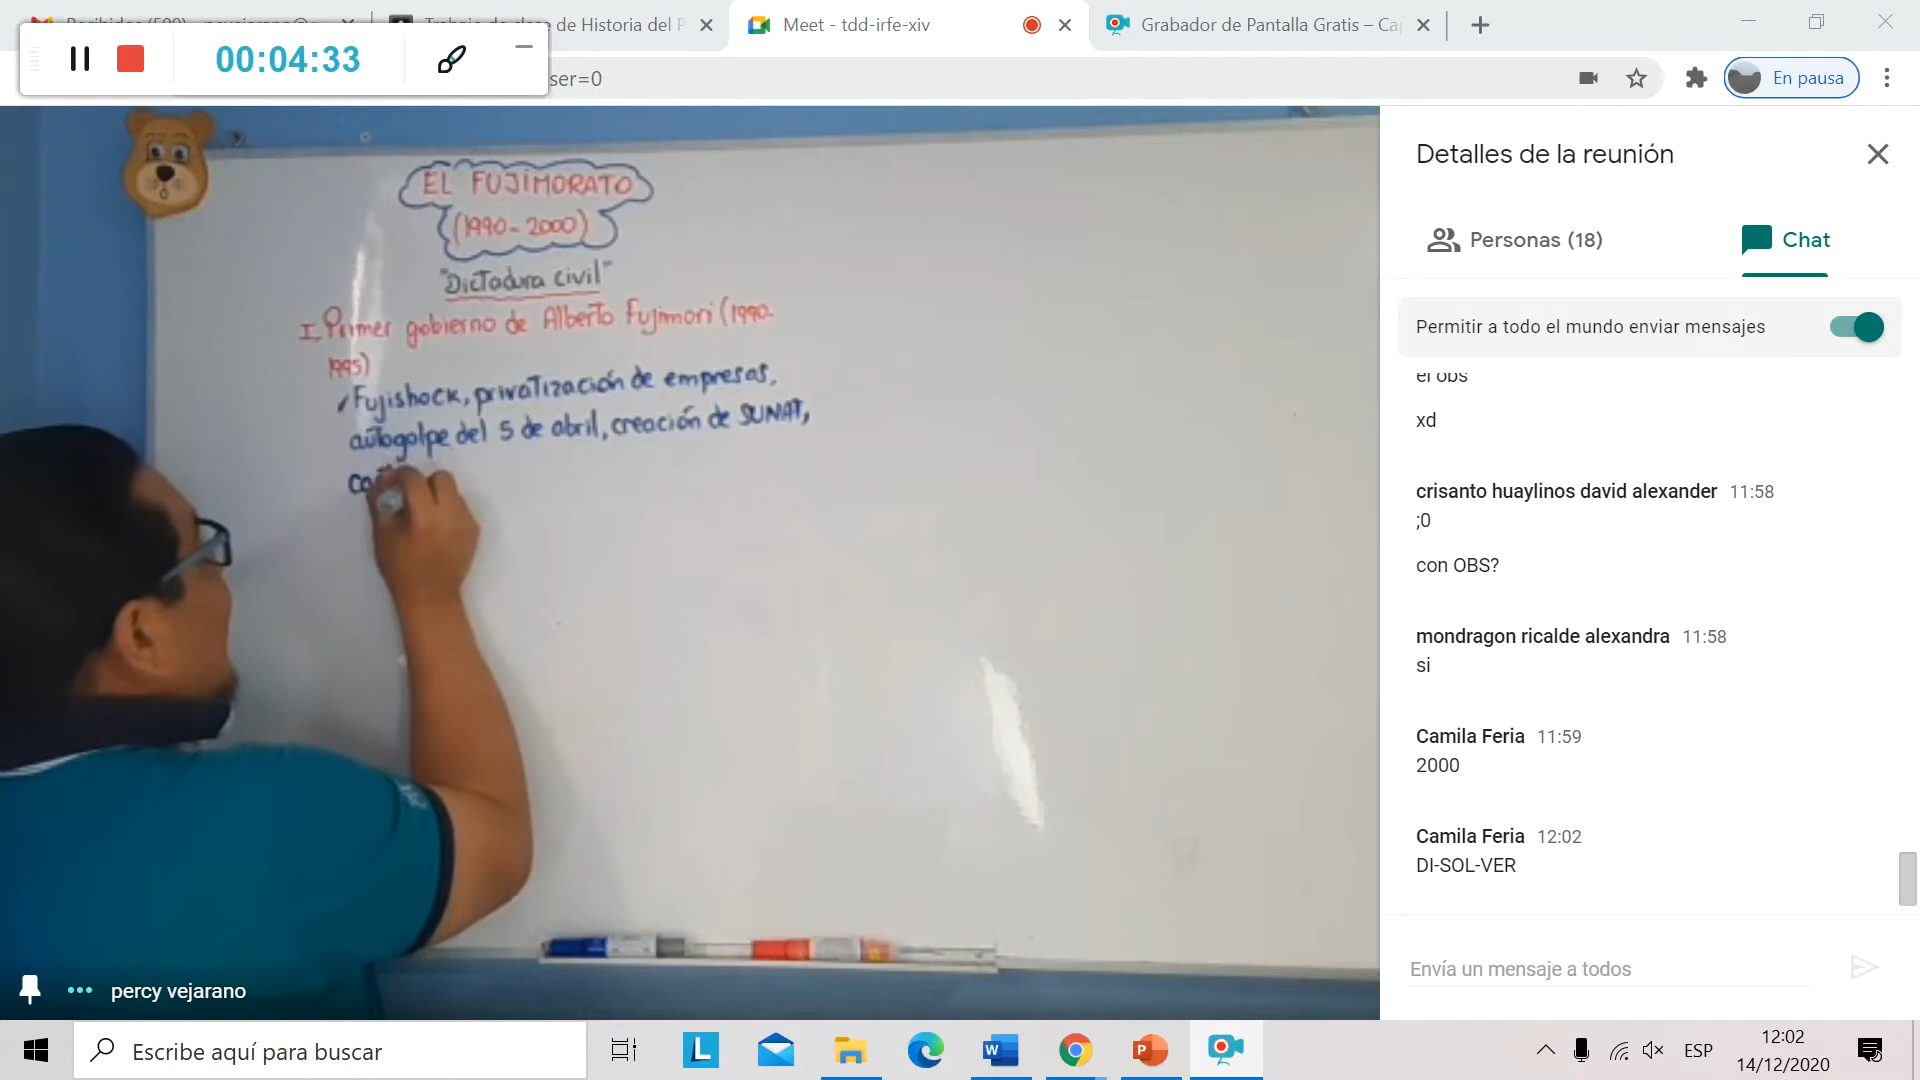 Trabajo de clase de Historia del P
Meet - tdd-irfe-xiv
Grabador de Pantalla Gratis – Ca
00:04:33
ser=0
En pausa
EL FUJIMORATO
(1990-2000)
"Dictadura civil"
I. Primer gobierno de Alberto Fujimori (1990-
1995)
✓ Fujishock, privatización de empresas,
autogolpe del 5 de abril, creación de SUNAT,
percy vejarano
Detalles de la reunión
Personas (18)
Chat
Permitir a todo el mundo enviar mensajes
el obs
xd
crisanto huaylinos david alexander 11:58
;0
con OBS?
mondragon ricalde alexandra 11:58
si
Camila Feria 11:59
2000
Camila Feria 12:02
DI-SOL-VER
Envía un mensaje a todos
Escribe aquí para buscar
ESP
12:02
14/12/2020